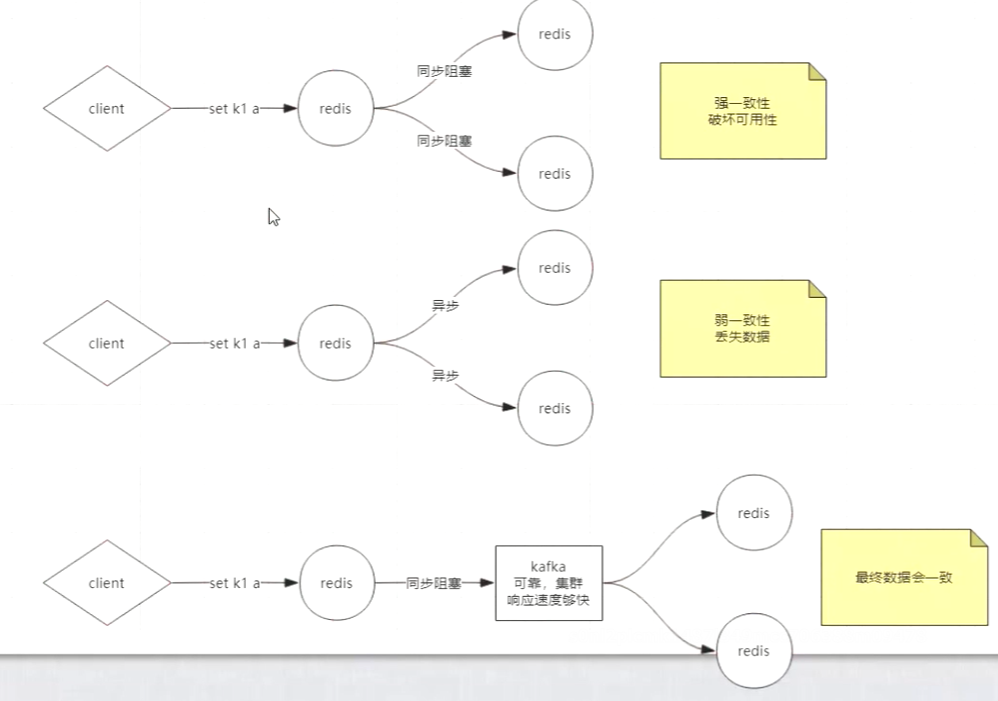 redis
同步阻塞
client
set k1 a
redis
同步阻塞
redis
强一致性
破坏可用性
redis
异步
client
set k1 a
redis
异步
redis
弱一致性
丢失数据
redis
client
set k1 a
redis
同步阻塞
kafka
可靠，集群
响应速度够快
redis
最终数据会一致